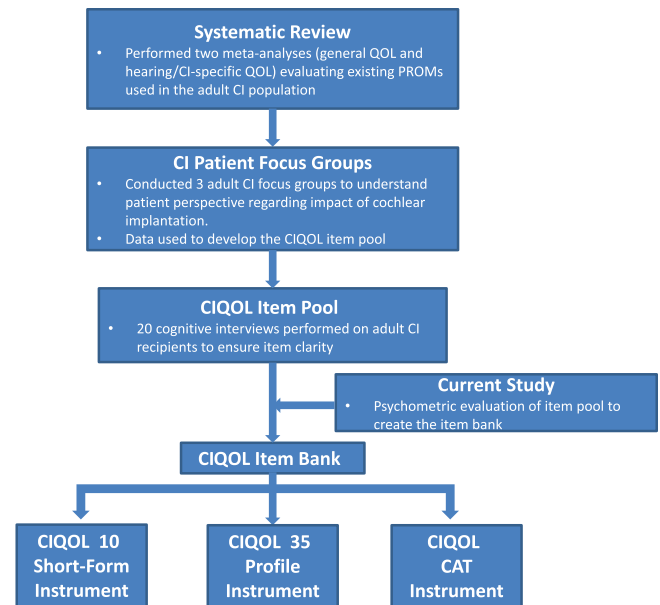 Systematic Review
• Performed two meta-analyses (general QOL and
hearing/CI-specific QOL) evaluating existing PROMs
used in the adult CI population
CI Patient Focus Groups
• Conducted 3 adult CI focus groups to understand
patient perspective regarding impact of cochlear
implantation.
• Data used to develop the CIQOL item pool
CIQOL Item Pool
• 20 cognitive interviews performed on adult CI
recipients to ensure item clarity
Current Study
• Psychometric evaluation of item pool to
create the item bank
CIQOL Item Bank
CIQOL 10
Short-Form
Instrument
CIQOL 35
Profile
Instrument
CIQOL
CAT
Instrument